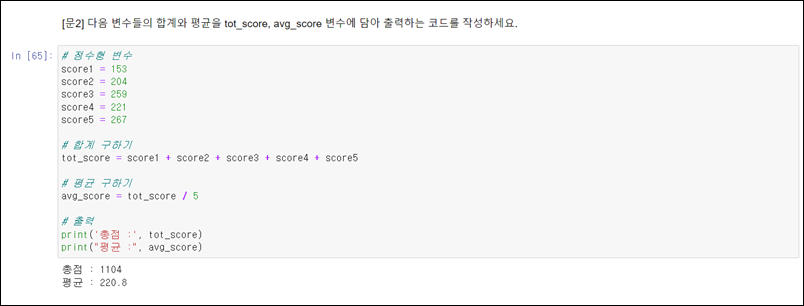 [문2] 다음 변수들의 합계와 평균을 tot_score, avg_score 변수에 담아 출력하는 코드를 작성하세요.
In [65]:
# 점수형 변수
score1 = 153
score2 = 204
score3 = 259
score4 = 221
score5 = 267
# 합계 구하기
tot_score = score1 + score2 + score3 + score4 + score5
# 평균 구하기
avg_score = tot_score / 5
# 출력
print('총점 :', tot_score)
print("평균 :", avg_score)
총점 : 1104
평균 : 220.8